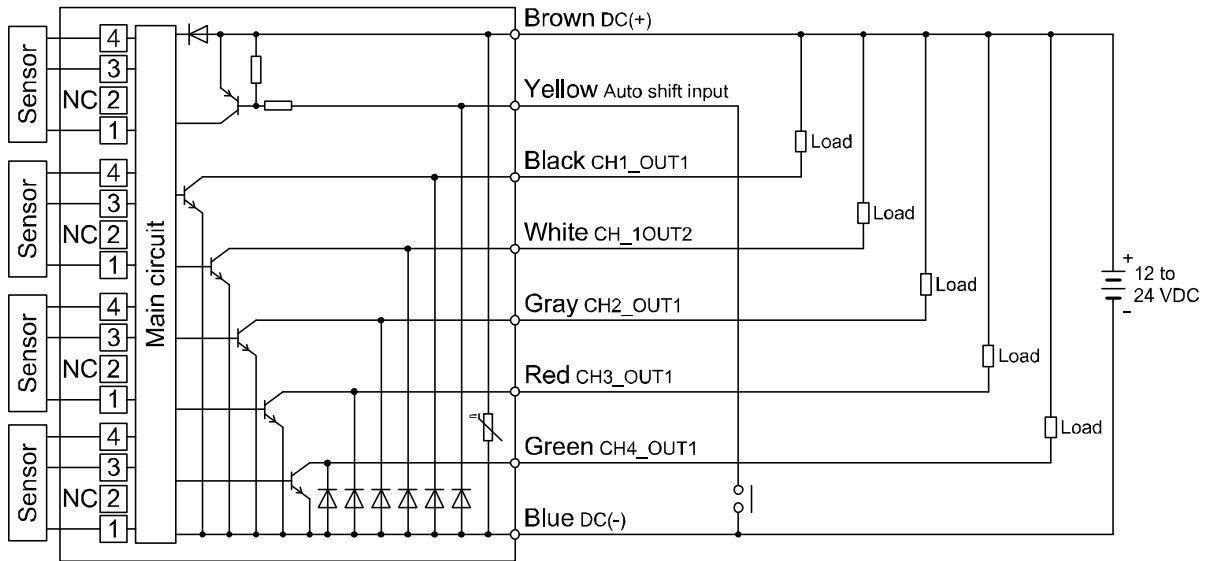 Sensor
4
3
NC 2
1
Sensor
4
3
NC 2
1
Sensor
4
3
NC 2
1
Sensor
4
3
NC 2
1
Main circuit
Brown DC(+)
Yellow Auto shift input
Black CH1_OUT1
White CH_1OUT2
Gray CH2_OUT1
Red CH3_OUT1
Green CH4_OUT1
Blue DC(-)
Load
Load
Load
Load
Load
+
12 to
24 VDC
-